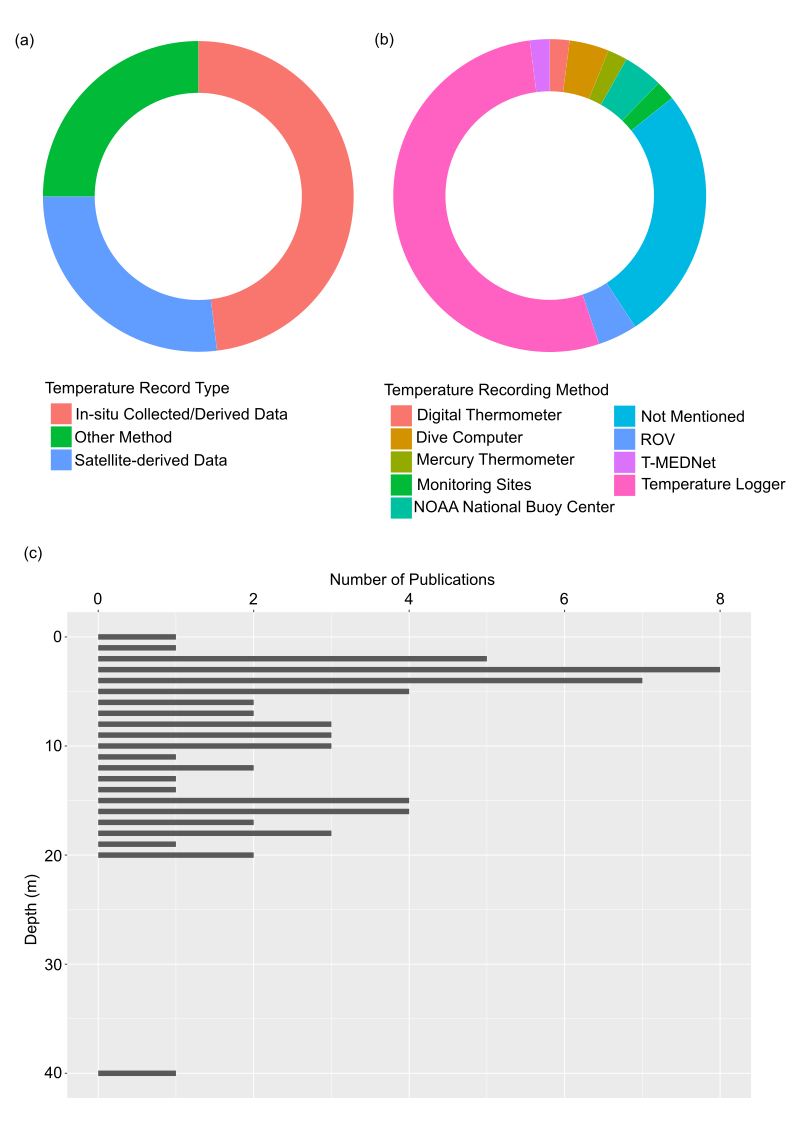 (a)
(b)
Temperature Record Type
In-situ Collected/Derived Data
Other Method
Satellite-derived Data
Temperature Recording Method
Digital Thermometer
Dive Computer
Mercury Thermometer
Monitoring Sites
NOAA National Buoy Center
Not Mentioned
ROV
T-MEDNet
Temperature Logger
(c)
Number of Publications
0 2 4 6 8
0
10
20
30
40
Depth (m)